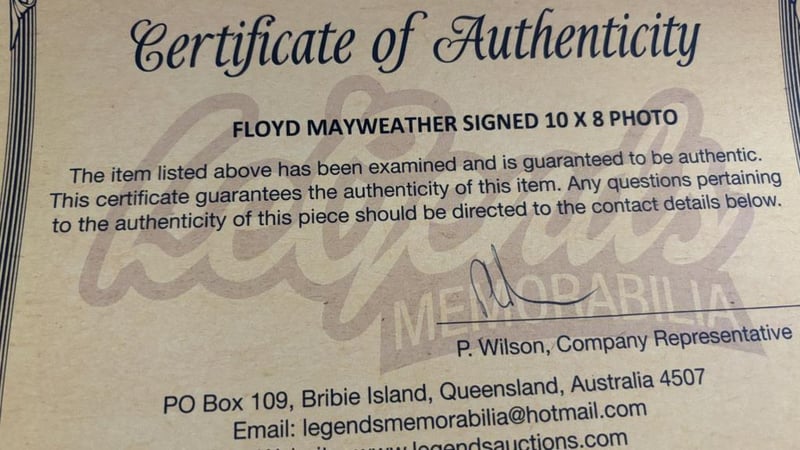 Certificate of Authenticity
FLOYD MAYWEATHER SIGNED 10 X 8 PHOTO
The item listed above has been examined and is guaranteed to be authentic.
This certificate guarantees the authenticity of this item. Any questions pertaining
to the authenticity of this piece should be directed to the contact details below.
Legends
MEMORABILIA
P. Wilson, Company Representative
PO Box 109, Bribie Island, Queensland, Australia 4507
Email: legendsmemorabilia@hotmail.com
www.legendsauctions.com